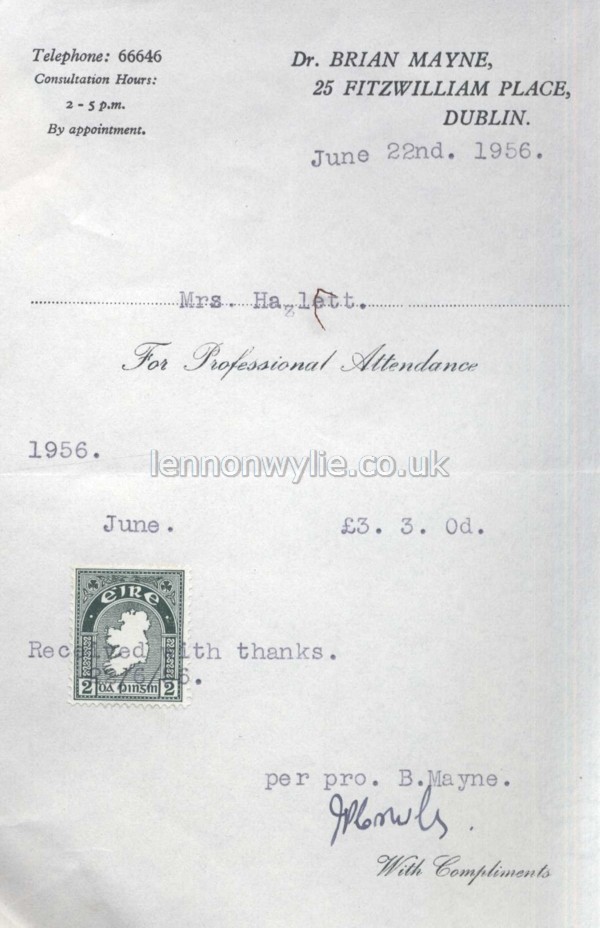 Telephone: 66646
Consultation Hours:
2 - 5 p.m.
By appointment.
Dr. BRIAN MAYNE,
25 FITZWILLIAM PLACE,
DUBLIN.
June 22nd. 1956.
Mrs. Hazlett.
For Professional Attendance
1956.
lennonwylie.co.uk
June. £3. 3. 0d.
éire
Received with thanks.
2 dá pingin 2
per pro. B.Mayne.
With Compliments